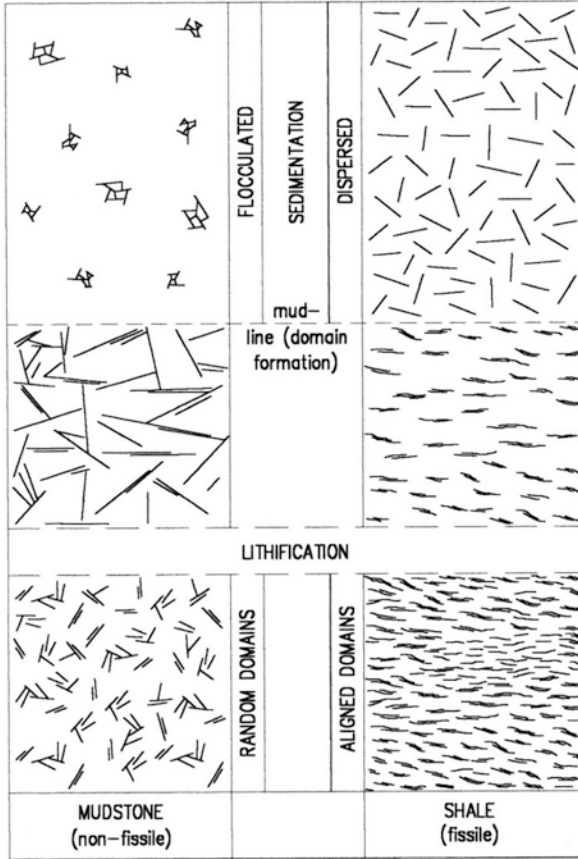 FLOCCULATED
SEDIMENTATION
DISPERSED
mud–
line (domain
formation)
LITHIFICATION
RANDOM DOMAINS
ALIGNED DOMAINS
MUDSTONE
(non–fissile)
SHALE
(fissile)